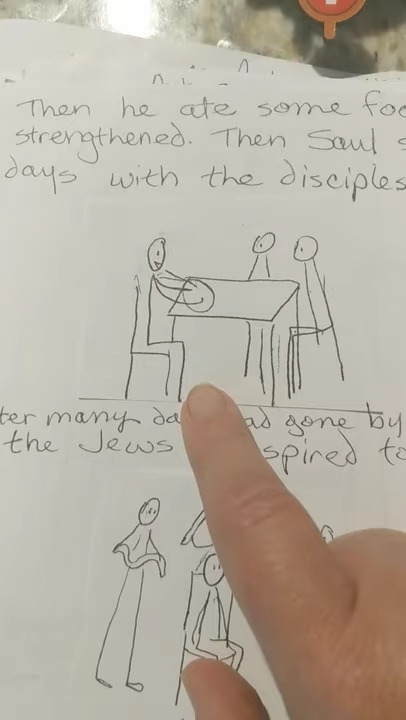 Then he ate some foo
strengthened. Then Saul s
days with the disciples
ter many da ad gone by
the Jews spired to